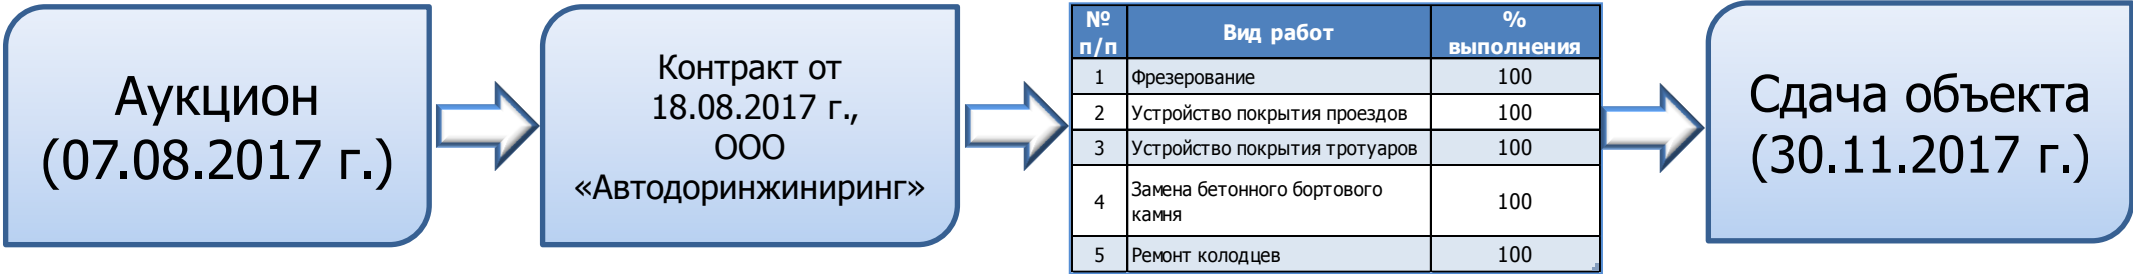 Аукцион
(07.08.2017 г.)
Контракт от
18.08.2017 г.,
ООО
«Автодоринжиниринг»
№ п/п Вид работ % выполнения
1 Фрезерование 100
2 Устройство покрытия проездов 100
3 Устройство покрытия тротуаров 100
4 Замена бетонного бортового камня 100
5 Ремонт колодцев 100
Сдача объекта
(30.11.2017 г.)